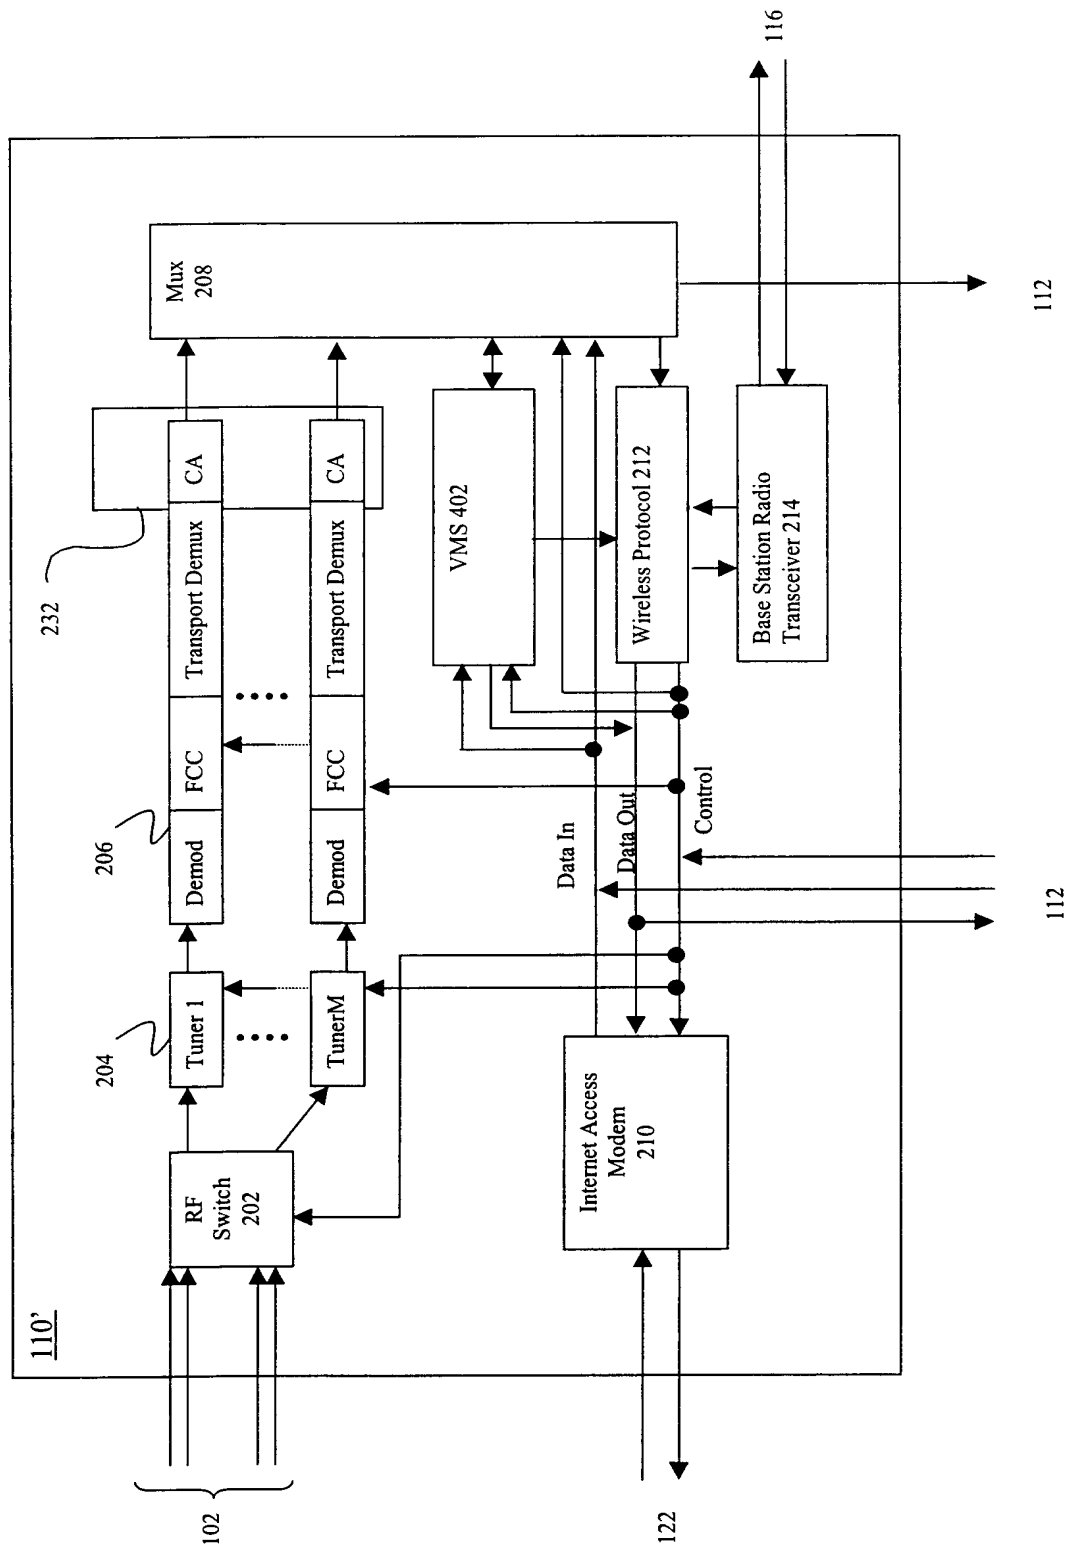 110'
102
RF
Switch
202
204
Tuner 1
TunerM
206
Demod
FCC
Transport Demux
CA
Demod
FCC
Transport Demux
CA
232
Mux
208
VMS 402
Wireless Protocol 212
Base Station Radio
Transceiver 214
116
112
Data In
Data Out
Control
112
Internet Access
Modem
210
122